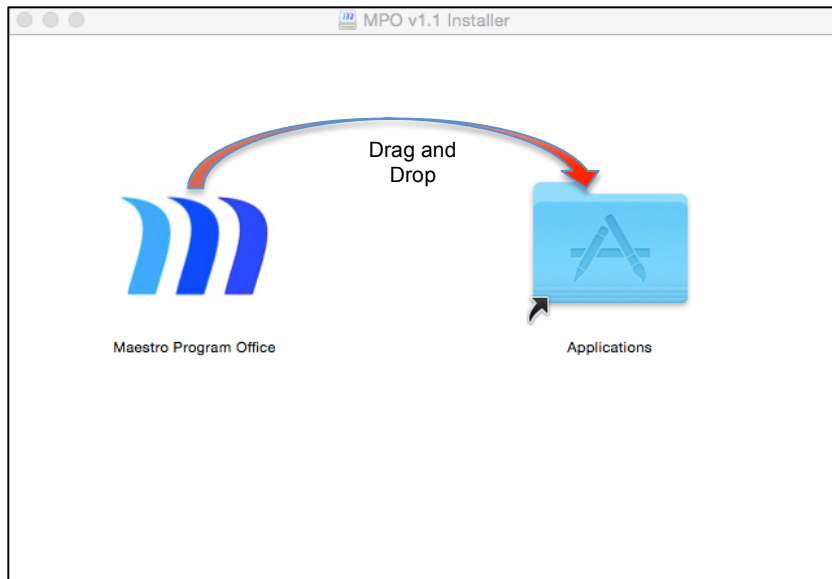 MPO v1.1 Installer
Drag and
Drop
Maestro Program Office
Applications